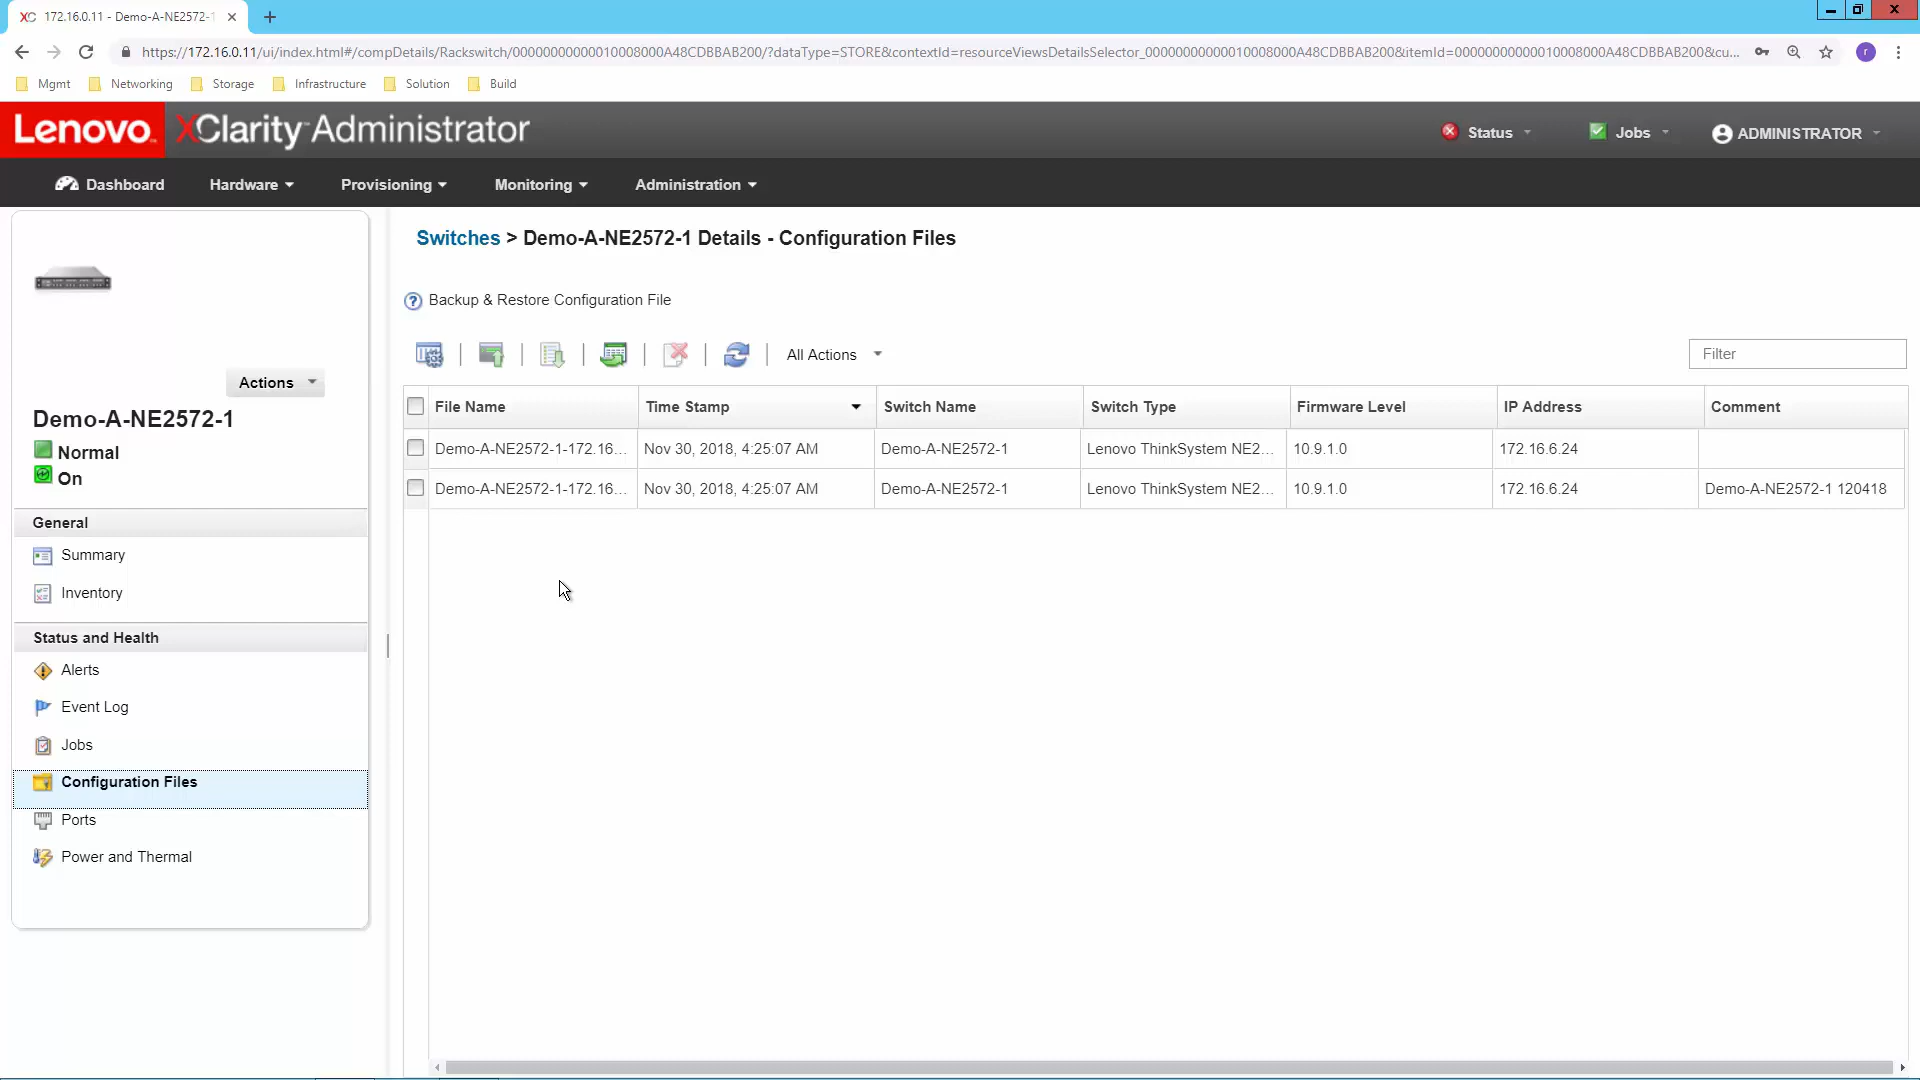 XC 172.16.0.11 - Demo-A-NE2572-1
https://172.16.0.11/ui/index.html#/compDetails/Rackswitch/00000000000010008000A48CDBBAB200/?dataType=STORE&contextId=resourceViewsDetailsSelector_00000000000010008000A48CDBBAB200&itemId=00000000000010008000A48CDBBAB200&cu...
r
Mgmt Networking Storage Infrastructure Solution Build
Lenovo XClarity Administrator
Status Jobs ADMINISTRATOR
Dashboard Hardware Provisioning Monitoring Administration
Actions
Demo-A-NE2572-1
Normal
On
General
Summary
Inventory
Status and Health
Alerts
Event Log
Jobs
Configuration Files
Ports
Power and Thermal
Switches > Demo-A-NE2572-1 Details - Configuration Files
? Backup & Restore Configuration File
All Actions
Filter
File Name Time Stamp Switch Name Switch Type Firmware Level IP Address Comment
Demo-A-NE2572-1-172.16... Nov 30, 2018, 4:25:07 AM Demo-A-NE2572-1 Lenovo ThinkSystem NE2... 10.9.1.0 172.16.6.24
Demo-A-NE2572-1-172.16... Nov 30, 2018, 4:25:07 AM Demo-A-NE2572-1 Lenovo ThinkSystem NE2... 10.9.1.0 172.16.6.24 Demo-A-NE2572-1 120418